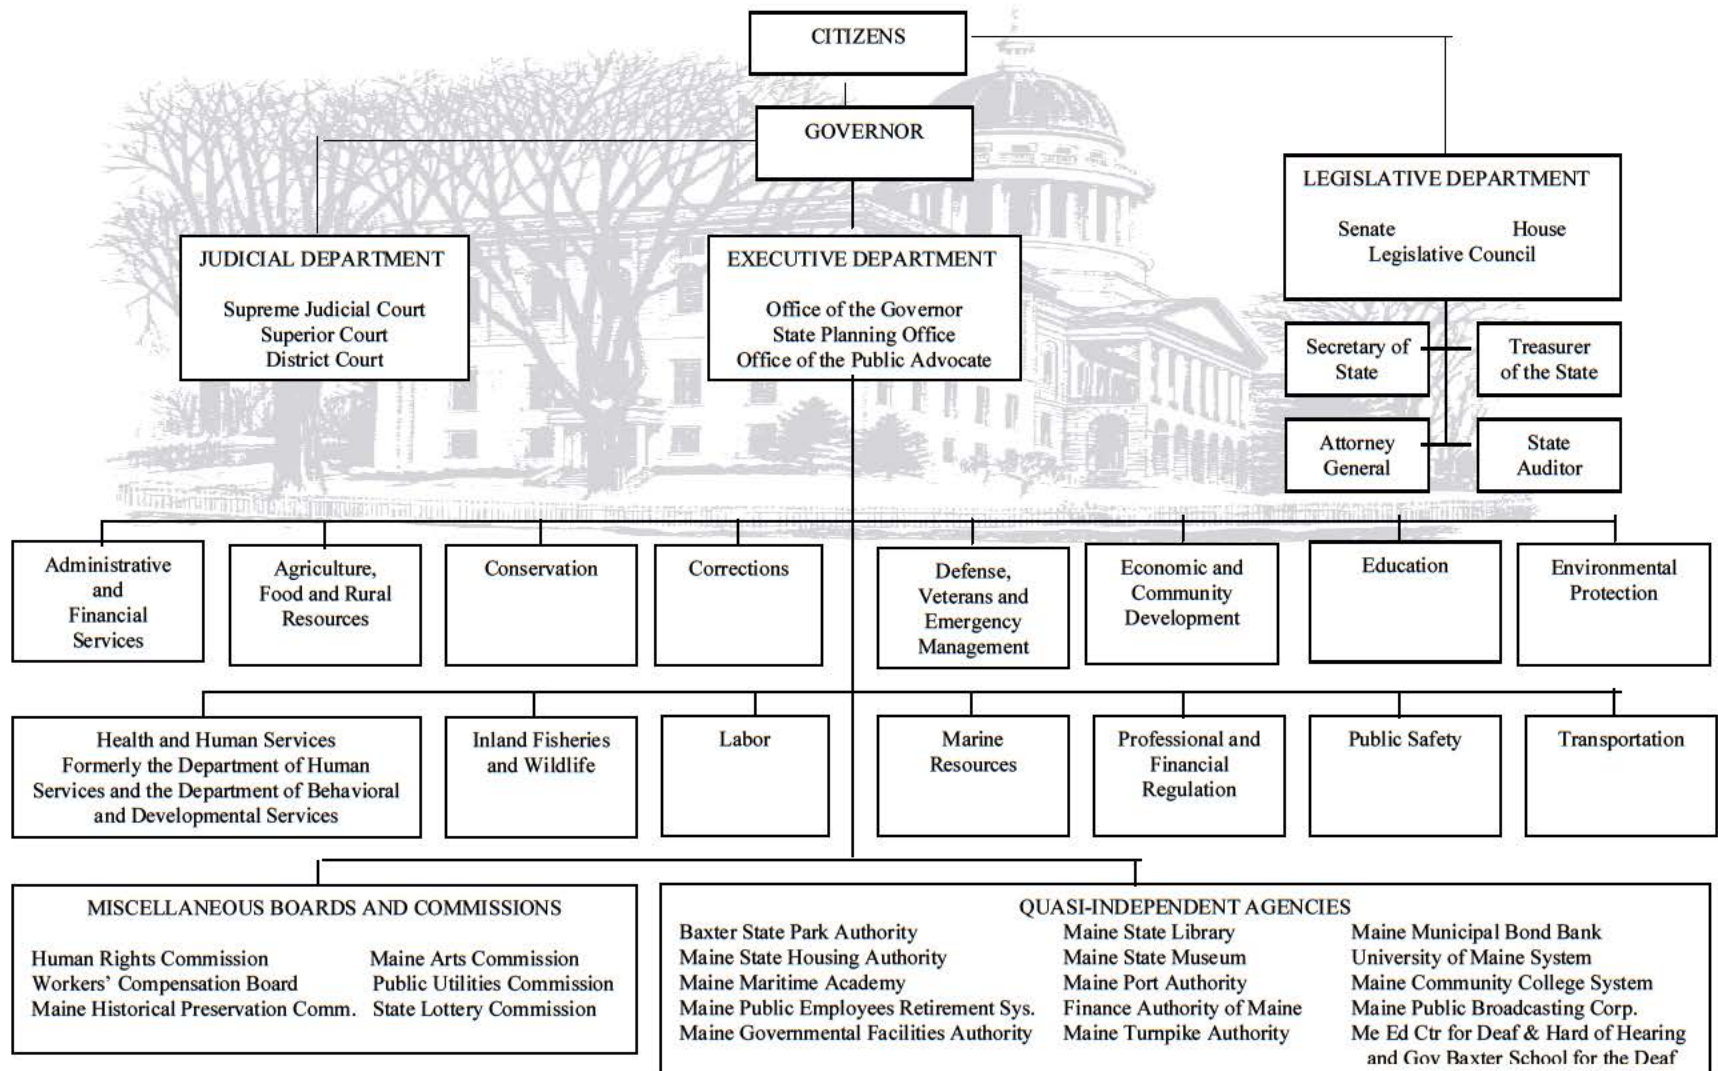 CITIZENS
GOVERNOR
LEGISLATIVE DEPARTMENT
Senate House
Legislative Council
JUDICIAL DEPARTMENT
Supreme Judicial Court
Superior Court
District Court
EXECUTIVE DEPARTMENT
Office of the Governor
State Planning Office
Office of the Public Advocate
Secretary of
State
Treasurer
of the State
Attorney
General
State
Auditor
Administrative
and
Financial
Services
Agriculture,
Food and Rural
Resources
Conservation
Corrections
Defense,
Veterans and
Emergency
Management
Economic and
Community
Development
Education
Environmental
Protection
Health and Human Services
Formerly the Department of Human
Services and the Department of Behavioral
and Developmental Services
Inland Fisheries
and Wildlife
Labor
Marine
Resources
Professional and
Financial
Regulation
Public Safety
Transportation
MISCELLANEOUS BOARDS AND COMMISSIONS
Human Rights Commission Maine Arts Commission
Workers' Compensation Board Public Utilities Commission
Maine Historical Preservation Comm. State Lottery Commission
QUASI-INDEPENDENT AGENCIES
Baxter State Park Authority Maine State Library Maine Municipal Bond Bank
Maine State Housing Authority Maine State Museum University of Maine System
Maine Maritime Academy Maine Port Authority Maine Community College System
Maine Public Employees Retirement Sys. Finance Authority of Maine Maine Public Broadcasting Corp.
Maine Governmental Facilities Authority Maine Turnpike Authority Me Ed Ctr for Deaf & Hard of Hearing
and Gov Baxter School for the Deaf